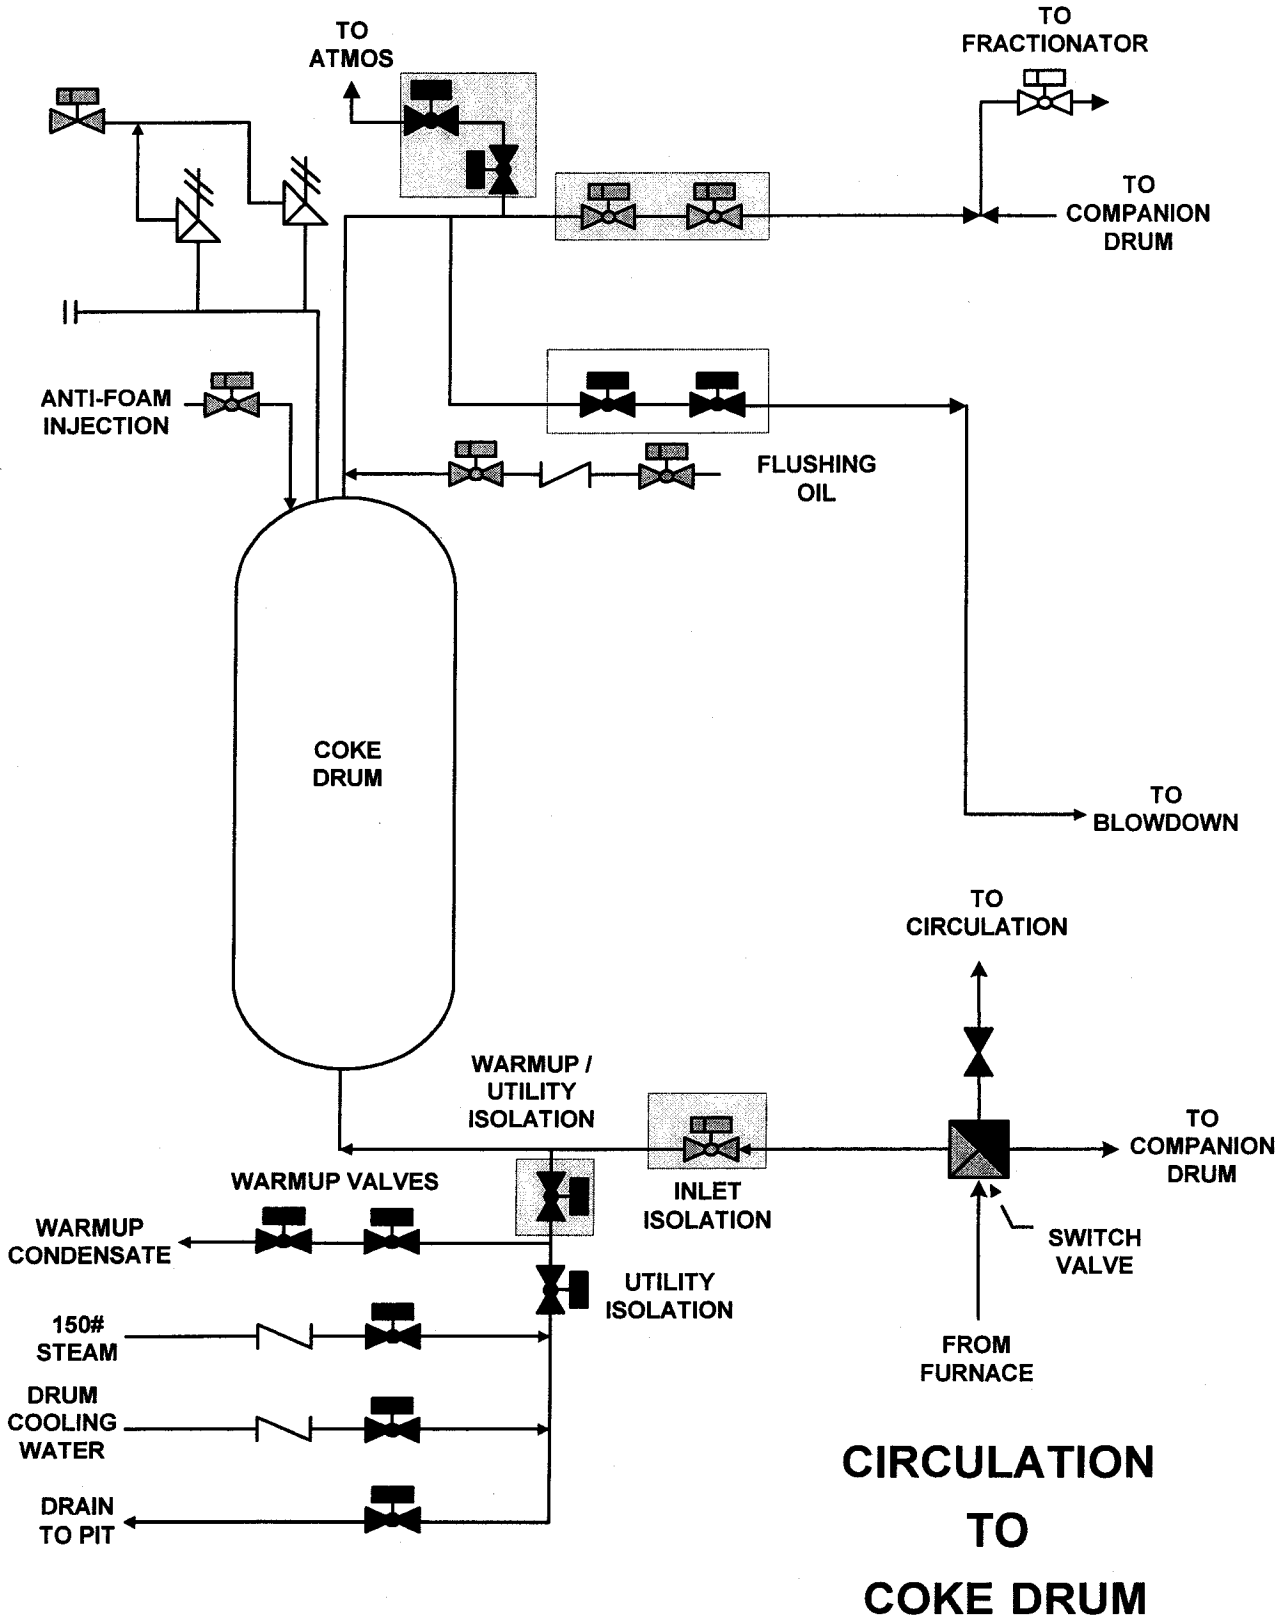 TO
ATMOS
TO
FRACTIONATOR
TO
COMPANION
DRUM
ANTI-FOAM
INJECTION
FLUSHING
OIL
COKE
DRUM
TO
BLOWDOWN
TO
CIRCULATION
WARMUP /
UTILITY
ISOLATION
TO
COMPANION
DRUM
WARMUP VALVES
INLET
ISOLATION
WARMUP
CONDENSATE
SWITCH
VALVE
UTILITY
ISOLATION
150#
STEAM
FROM
FURNACE
DRUM
COOLING
WATER
DRAIN
TO PIT
CIRCULATION
TO
COKE DRUM